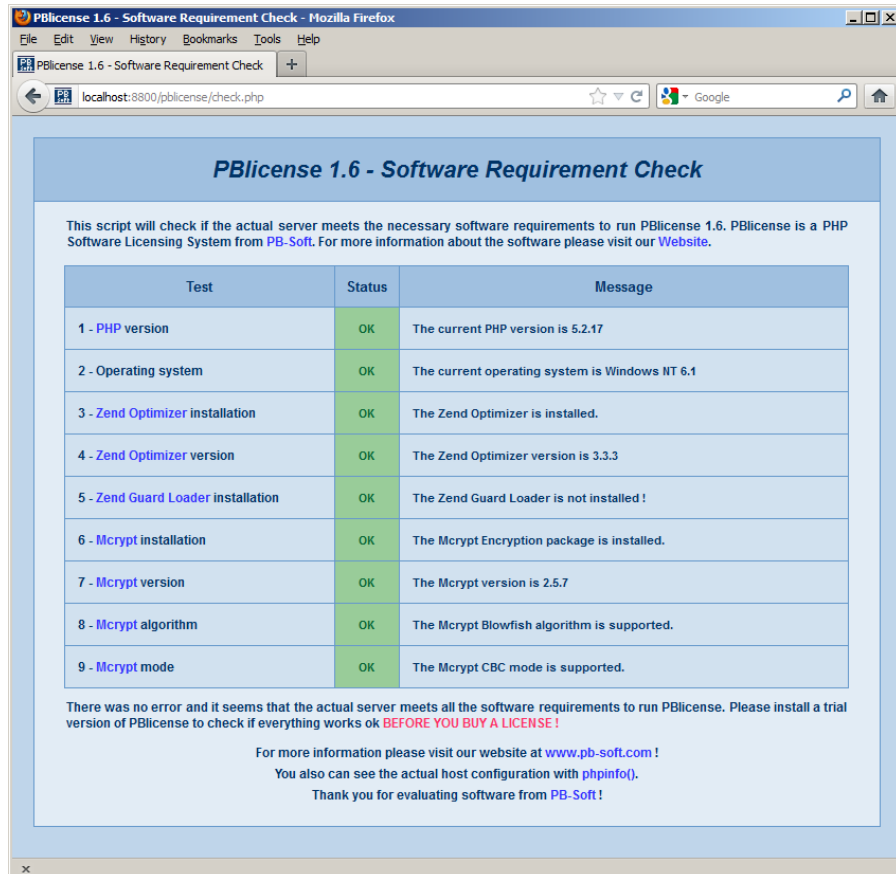 PBlicense 1.6 - Software Requirement Check - Mozilla Firefox
File Edit View History Bookmarks Tools Help
PBlicense 1.6 - Software Requirement Check
localhost:8800/pblicense/check.php
Google
PBlicense 1.6 - Software Requirement Check
This script will check if the actual server meets the necessary software requirements to run PBlicense 1.6. PBlicense is a PHP
Software Licensing System from PB-Soft. For more information about the software please visit our Website.
Test Status Message
1 - PHP version OK The current PHP version is 5.2.17
2 - Operating system OK The current operating system is Windows NT 6.1
3 - Zend Optimizer installation OK The Zend Optimizer is installed.
4 - Zend Optimizer version OK The Zend Optimizer version is 3.3.3
5 - Zend Guard Loader installation OK The Zend Guard Loader is not installed !
6 - Mcrypt installation OK The Mcrypt Encryption package is installed.
7 - Mcrypt version OK The Mcrypt version is 2.5.7
8 - Mcrypt algorithm OK The Mcrypt Blowfish algorithm is supported.
9 - Mcrypt mode OK The Mcrypt CBC mode is supported.
There was no error and it seems that the actual server meets all the software requirements to run PBlicense. Please install a trial
version of PBlicense to check if everything works ok BEFORE YOU BUY A LICENSE !
For more information please visit our website at www.pb-soft.com !
You also can see the actual host configuration with phpinfo().
Thank you for evaluating software from PB-Soft !